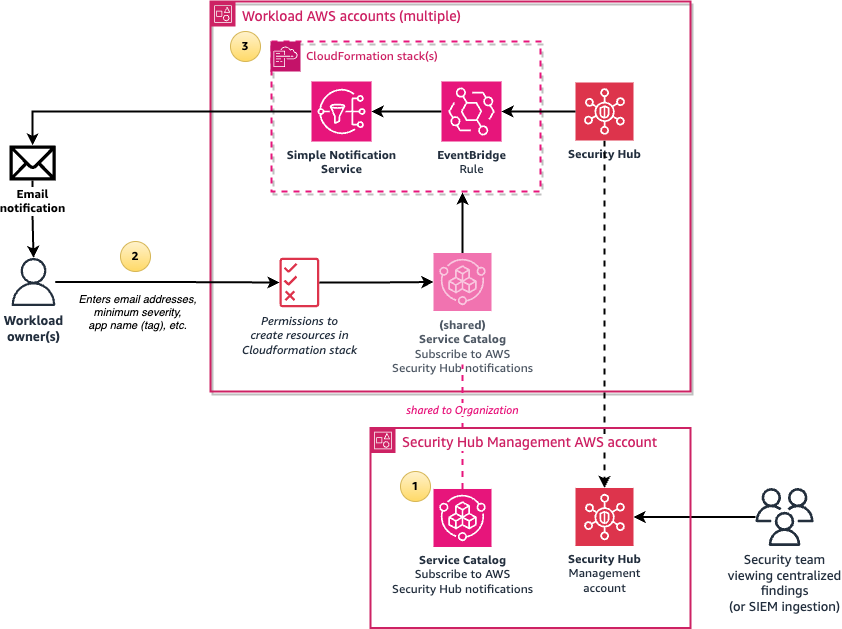 Workload AWS accounts (multiple)
3
CloudFormation stack(s)
Simple Notification
Service
EventBridge
Rule
Security Hub
Email
notification
2
Enters email addresses,
minimum severity,
app name (tag), etc.
Workload
owner(s)
Permissions to
create resources in
Cloudformation stack
(shared)
Service Catalog
Subscribe to AWS
Security Hub notifications
shared to Organization
Security Hub Management AWS account
1
Service Catalog
Subscribe to AWS
Security Hub notifications
Security Hub
Management
account
Security team
viewing centralized
findings
(or SIEM ingestion)